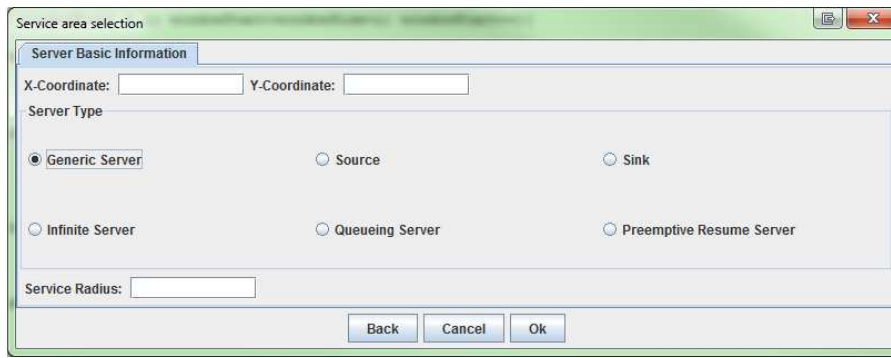 Service area selection
Server Basic Information
X-Coordinate: Y-Coordinate:
Server Type
Generic Server Source Sink
Infinite Server Queueing Server Preemptive Resume Server
Service Radius:
Back Cancel Ok